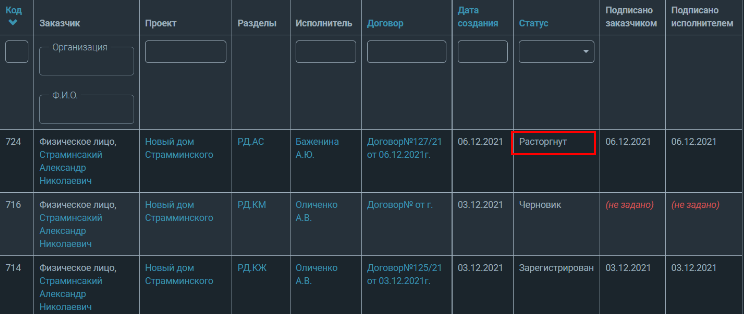 Код Заказчик Проект Разделы Исполнитель Договор Дата создания Статус Подписано заказчиком Подписано исполнителем
Организация
Ф.И.О.
724 Физическое лицо, Страминсакий Александр Николаевич Новый дом Страмминского РД.АС Баженина А.Ю. Договор№127/21 от 06.12.2021г. 06.12.2021 Расторгнут 06.12.2021 06.12.2021
716 Физическое лицо, Страминсакий Александр Николаевич Новый дом Страмминского РД.КМ Оличенко А.В. Договор№ от г. 03.12.2021 Черновик (не задано) (не задано)
714 Физическое лицо, Страминсакий Александр Николаевич Новый дом Страмминского РД.КЖ Оличенко А.В. Договор№125/21 от 03.12.2021г. 03.12.2021 Зарегистрирован 03.12.2021 03.12.2021